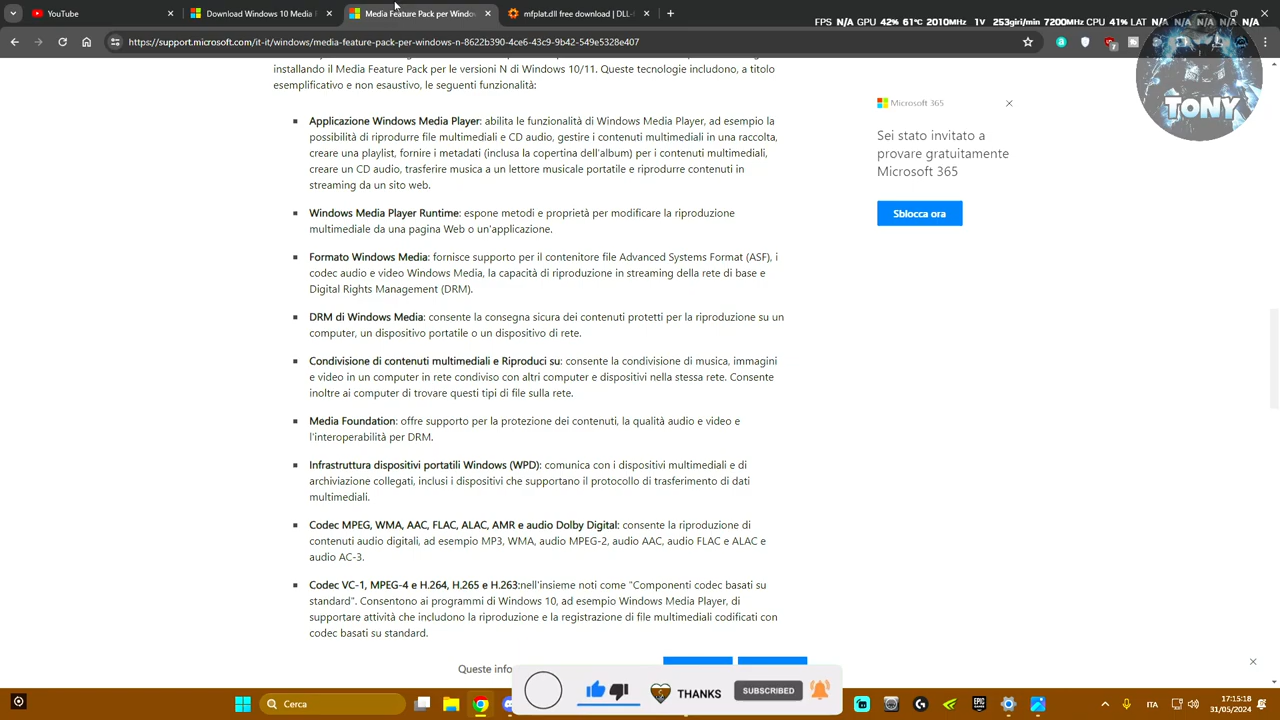 YouTube
Download Windows 10 Media
Media Feature Pack per Windo
mfplat.dll free download | DLL-
FPS N/A GPU 42% 61°C 2010MHz 1V 253giri/min 7200MHz CPU 41% LAT N/A N/A N/A N/A
https://support.microsoft.com/it-it/windows/media-feature-pack-per-windows-n-8622b390-4ce6-43c9-9b42-549e5328e407
installando il Media Feature Pack per le versioni N di Windows 10/11. Queste tecnologie includono, a titolo
esemplificativo e non esaustivo, le seguenti funzionalità:
Applicazione Windows Media Player: abilita le funzionalità di Windows Media Player, ad esempio la
possibilità di riprodurre file multimediali e CD audio, gestire i contenuti multimediali in una raccolta,
creare una playlist, fornire i metadati (inclusa la copertina dell'album) per i contenuti multimediali,
creare un CD audio, trasferire musica a un lettore musicale portatile e riprodurre contenuti in
streaming da un sito web.
Windows Media Player Runtime: espone metodi e proprietà per modificare la riproduzione
multimediale da una pagina Web o un'applicazione.
Formato Windows Media: fornisce supporto per il contenitore file Advanced Systems Format (ASF), i
codec audio e video Windows Media, la capacità di riproduzione in streaming della rete di base e
Digital Rights Management (DRM).
DRM di Windows Media: consente la consegna sicura dei contenuti protetti per la riproduzione su un
computer, un dispositivo portatile o un dispositivo di rete.
Condivisione di contenuti multimediali e Riproduci su: consente la condivisione di musica, immagini
e video in un computer in rete condiviso con altri computer e dispositivi nella stessa rete. Consente
inoltre ai computer di trovare questi tipi di file sulla rete.
Media Foundation: offre supporto per la protezione dei contenuti, la qualità audio e video e
l'interoperabilità per DRM.
Infrastruttura dispositivi portatili Windows (WPD): comunica con i dispositivi multimediali e di
archiviazione collegati, inclusi i dispositivi che supportano il protocollo di trasferimento di dati
multimediali.
Codec MPEG, WMA, AAC, FLAC, ALAC, AMR e audio Dolby Digital: consente la riproduzione di
contenuti audio digitali, ad esempio MP3, WMA, audio MPEG-2, audio AAC, audio FLAC e ALAC e
audio AC-3.
Codec VC-1, MPEG-4 e H.264, H.265 e H.263:nell'insieme noti come "Componenti codec basati su
standard". Consentono ai programmi di Windows 10, ad esempio Windows Media Player, di
supportare attività che includono la riproduzione e la registrazione di file multimediali codificati con
codec basati su standard.
Microsoft 365
Sei stato invitato a
provare gratuitamente
Microsoft 365
Sblocca ora
TONY
Queste info
THANKS
SUBSCRIBED
Cerca
ITA
17:15:18
31/05/2024